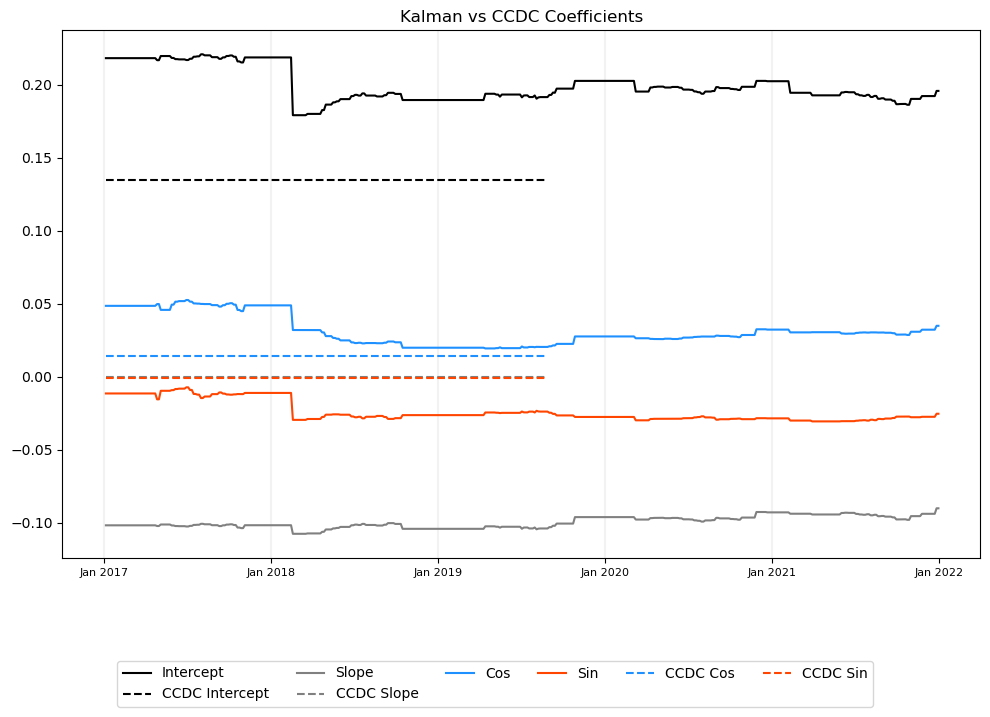 Kalman vs CCDC Coefficients
0.20
0.15
0.10
0.05
0.00
−0.05
−0.10
Jan 2017 Jan 2018 Jan 2019 Jan 2020 Jan 2021 Jan 2022
Intercept Slope Cos Sin CCDC Cos CCDC Sin
CCDC Intercept CCDC Slope